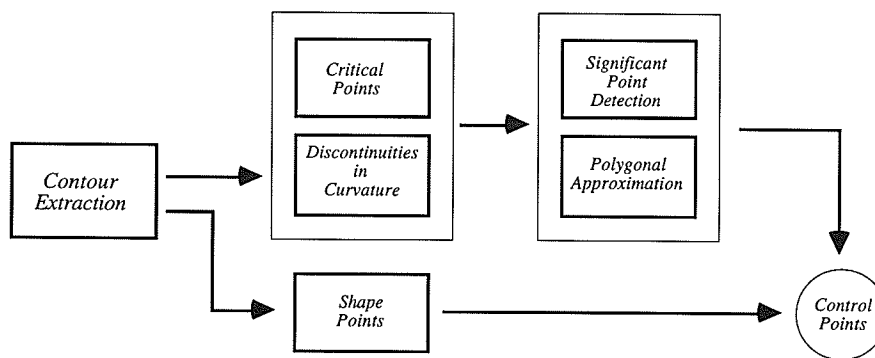 Contour
Extraction
Critical
Points
Discontinuities
in
Curvature
Significant
Point
Detection
Polygonal
Approximation
Shape
Points
Control
Points